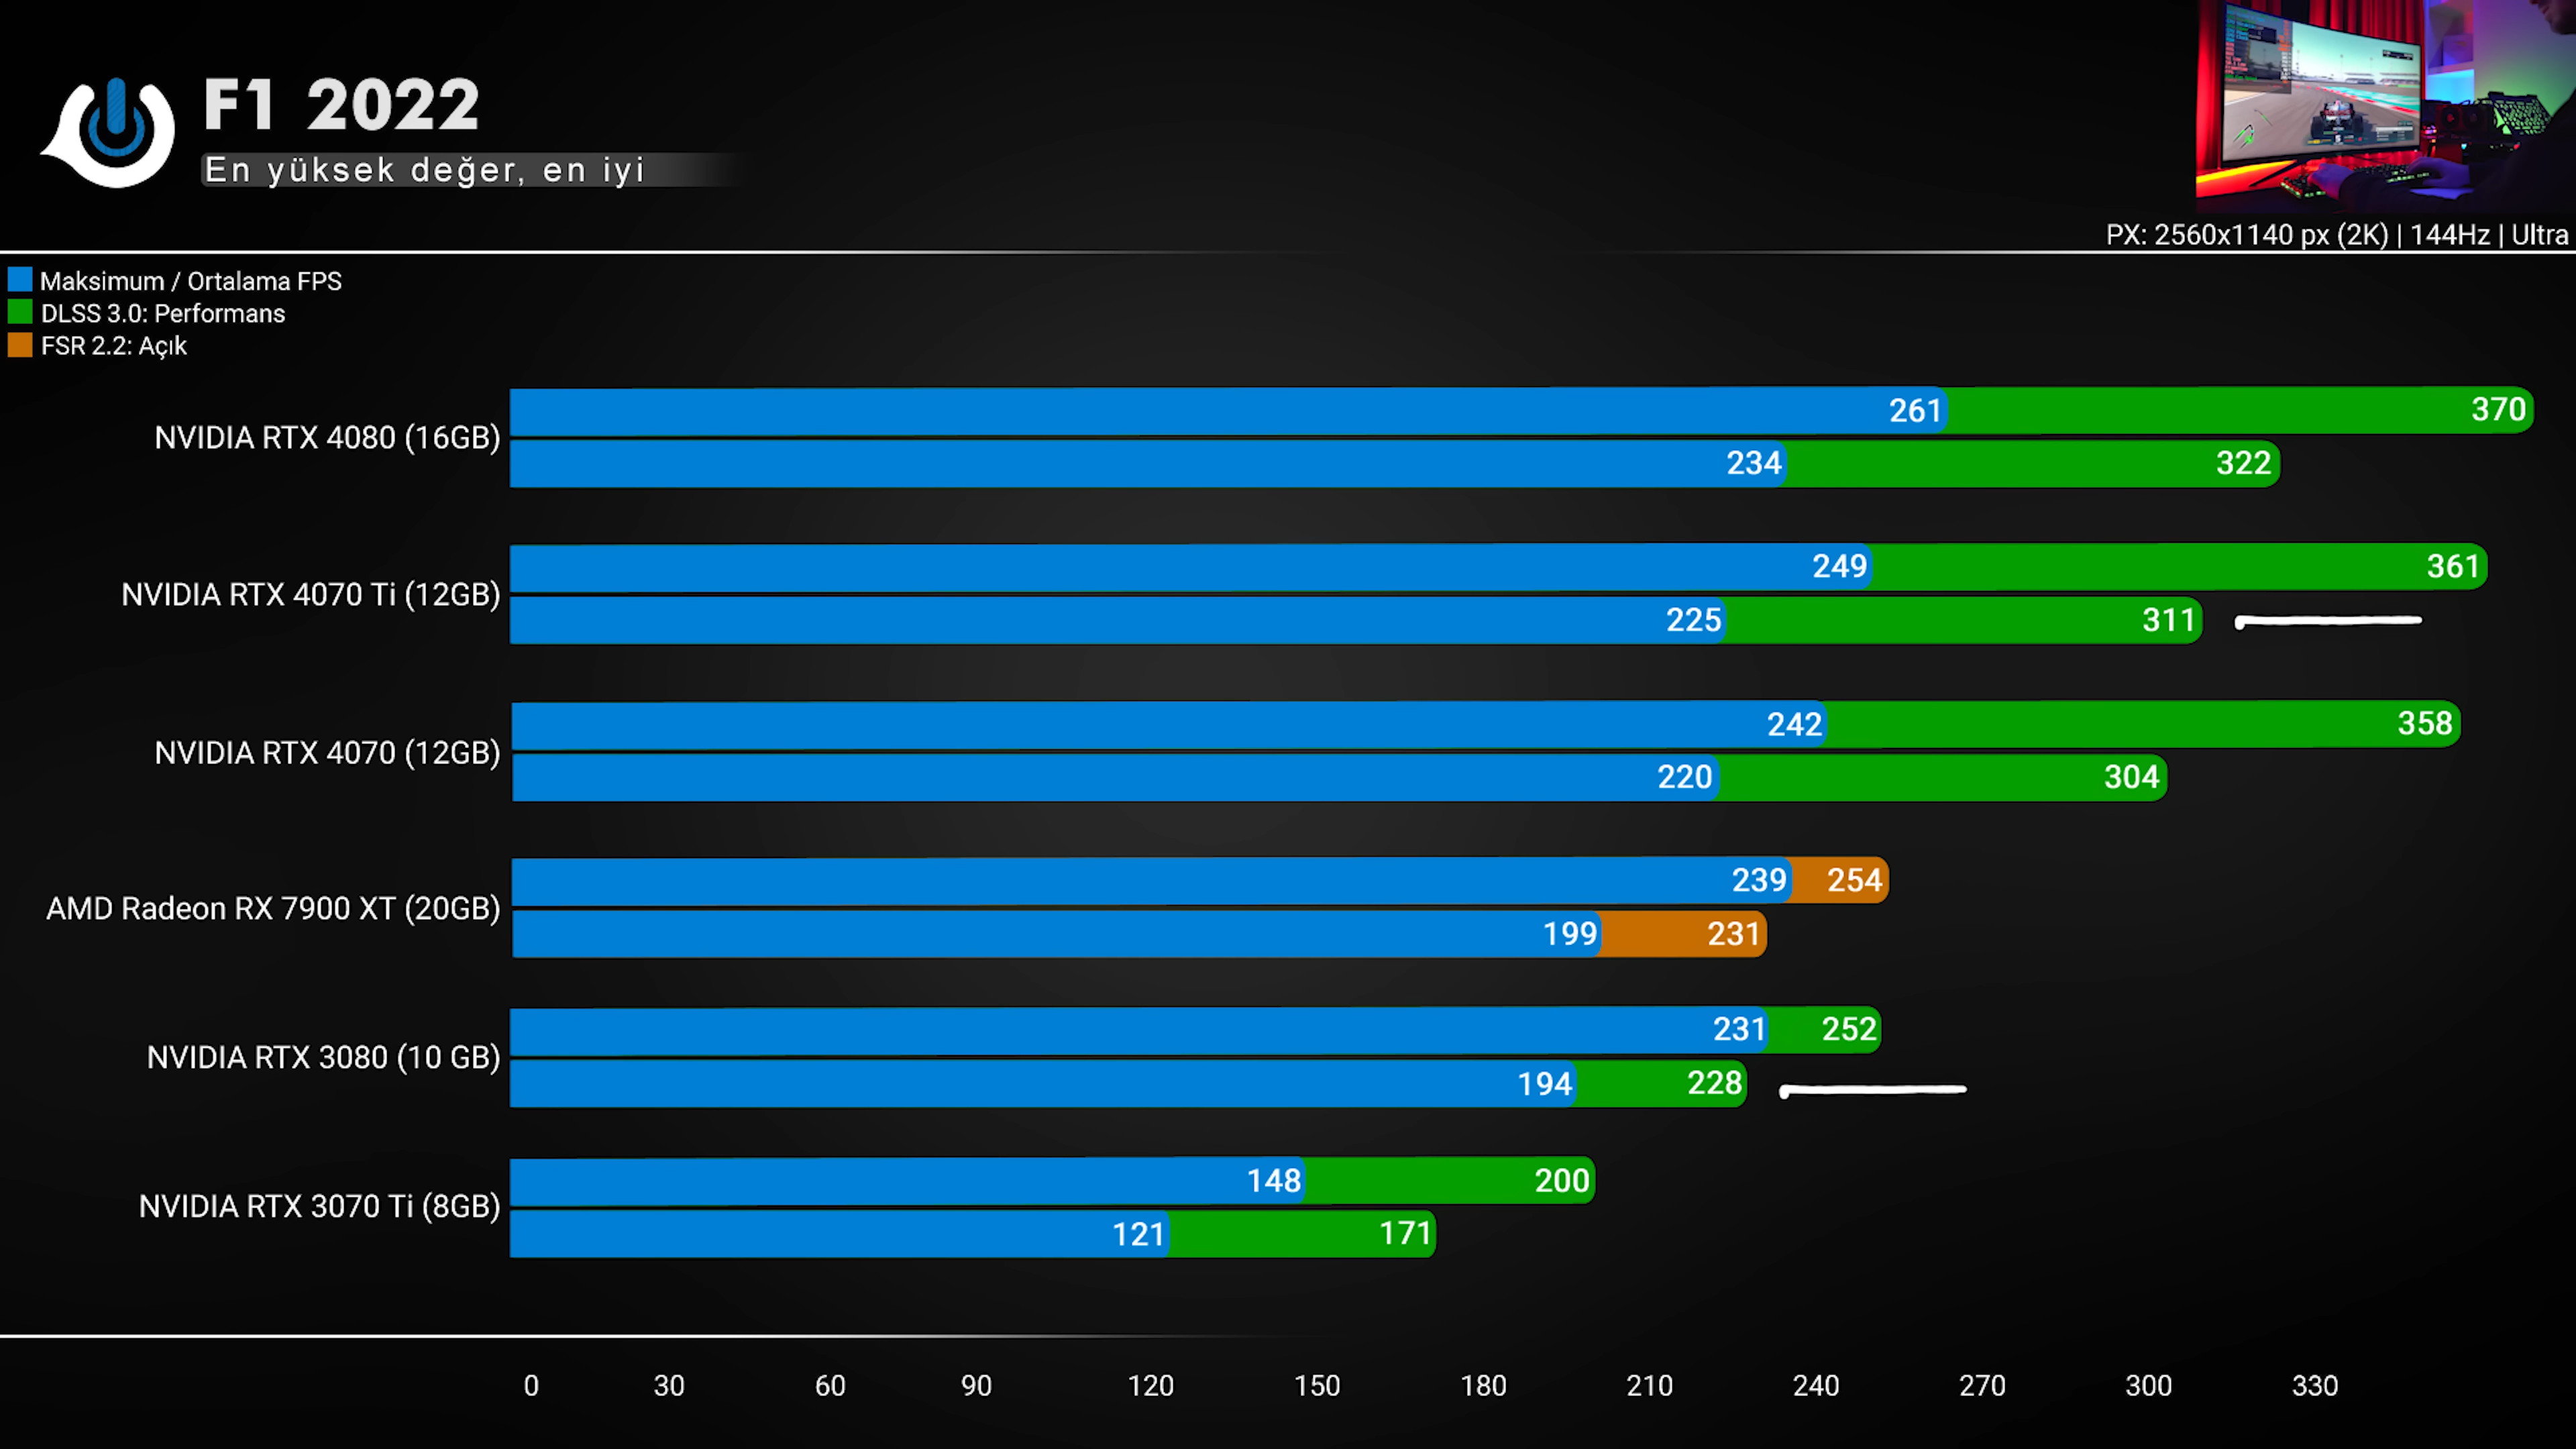 F1 2022
En yüksek değer, en iyi
PX: 2560x1140 px (2K) | 144Hz | Ultra
Maksimum / Ortalama FPS
DLSS 3.0: Performans
FSR 2.2: Açık
NVIDIA RTX 4080 (16GB)
261 370
234 322
NVIDIA RTX 4070 Ti (12GB)
249 361
225 311
NVIDIA RTX 4070 (12GB)
242 358
220 304
AMD Radeon RX 7900 XT (20GB)
239 254
199 231
NVIDIA RTX 3080 (10 GB)
231 252
194 228
NVIDIA RTX 3070 Ti (8GB)
148 200
121 171
0 30 60 90 120 150 180 210 240 270 300 330